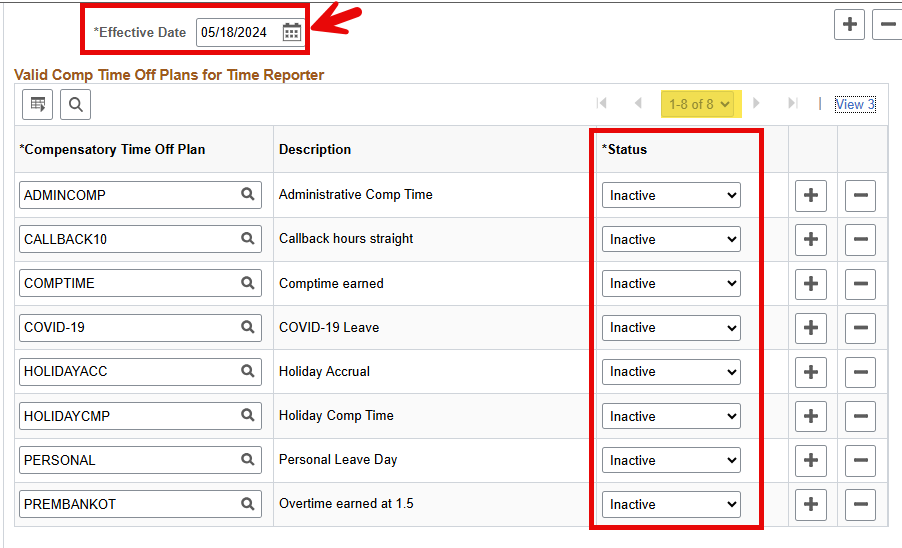 *Effective Date 05/18/2024
Valid Comp Time Off Plans for Time Reporter
1-8 of 8 | View 3
*Compensatory Time Off Plan Description *Status
ADMINCOMP Administrative Comp Time Inactive
CALLBACK10 Callback hours straight Inactive
COMPTIME Comptime earned Inactive
COVID-19 COVID-19 Leave Inactive
HOLIDAYACC Holiday Accrual Inactive
HOLIDAYCMP Holiday Comp Time Inactive
PERSONAL Personal Leave Day Inactive
PREMBANKOT Overtime earned at 1.5 Inactive